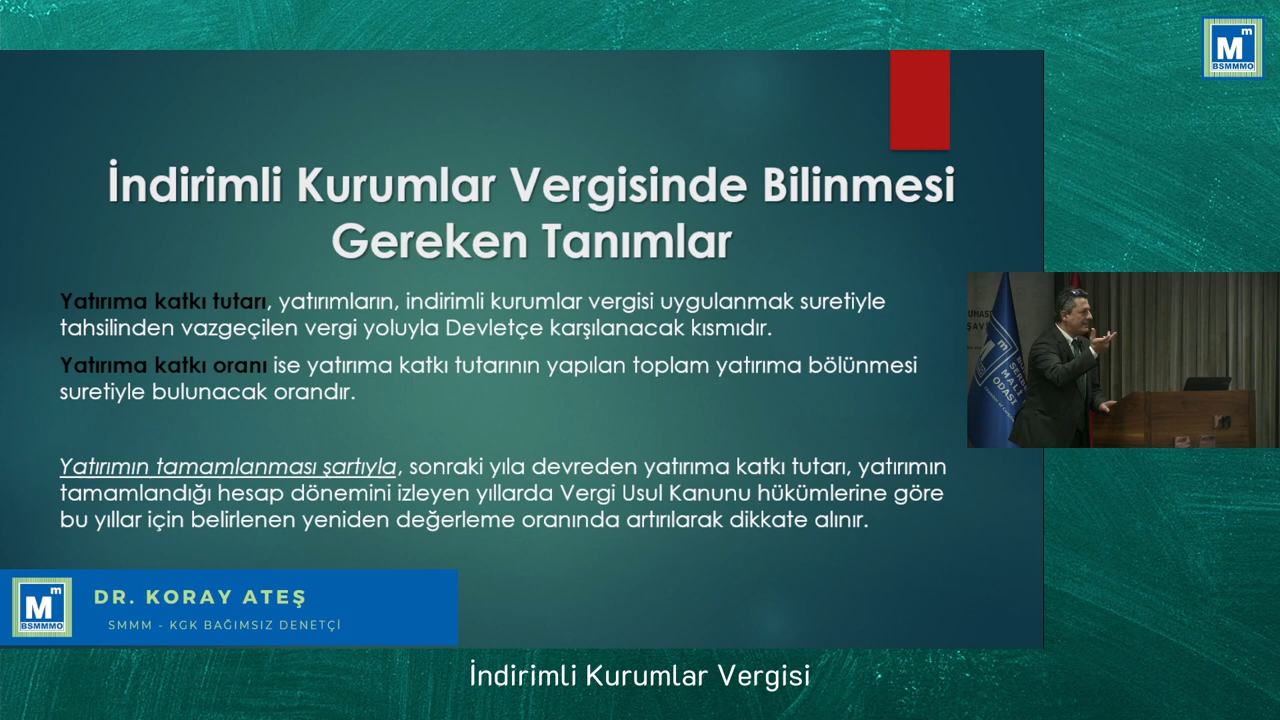 m
M
BSMMMO
İndirimli Kurumlar Vergisinde Bilinmesi
Gereken Tanımlar
Yatırıma katkı tutarı, yatırımların, indirimli kurumlar vergisi uygulanmak suretiyle
tahsilinden vazgeçilen vergi yoluyla Devletçe karşılanacak kısmıdır.
Yatırıma katkı oranı ise yatırıma katkı tutarının yapılan toplam yatırıma bölünmesi
suretiyle bulunacak orandır.
Yatırımın tamamlanması şartıyla, sonraki yıla devreden yatırıma katkı tutarı, yatırımın
tamamlandığı hesap dönemini izleyen yıllarda Vergi Usul Kanunu hükümlerine göre
bu yıllar için belirlenen yeniden değerleme oranında artırılarak dikkate alınır.
MALİ
ODASI
m
M
BSMMMO
DR. KORAY ATEŞ
SMMM - KGK BAĞIMSIZ DENETÇİ
İndirimli Kurumlar Vergisi